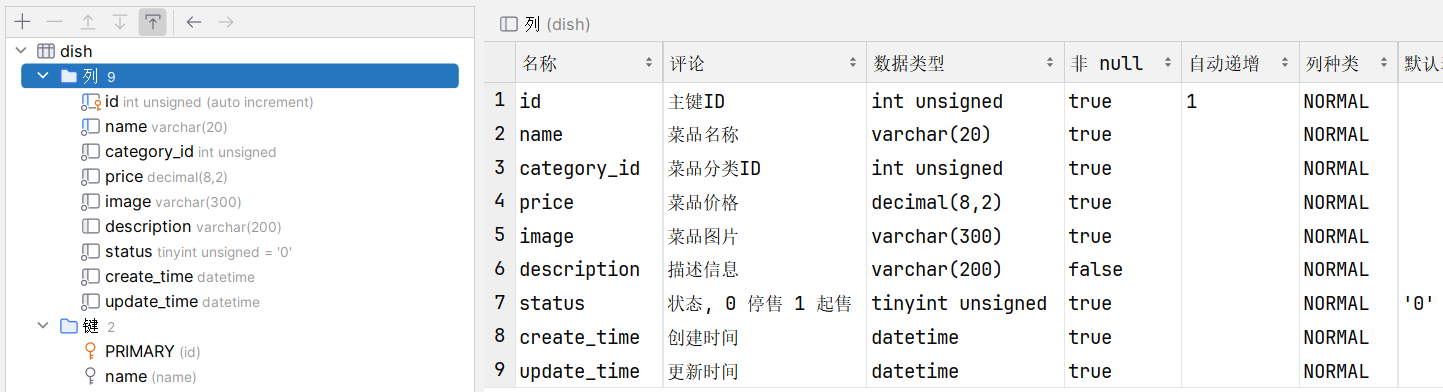 dish
列 9
id int unsigned (auto increment)
name varchar(20)
category_id int unsigned
price decimal(8,2)
image varchar(300)
description varchar(200)
status tinyint unsigned = '0'
create_time datetime
update_time datetime
键 2
PRIMARY (id)
name (name)
列 (dish)
名称 评论 数据类型 非 null 自动递增 列种类 默认
1 id 主键ID int unsigned true 1 NORMAL
2 name 菜品名称 varchar(20) true NORMAL
3 category_id 菜品分类ID int unsigned true NORMAL
4 price 菜品价格 decimal(8,2) true NORMAL
5 image 菜品图片 varchar(300) true NORMAL
6 description 描述信息 varchar(200) false NORMAL
7 status 状态, 0 停售 1 起售 tinyint unsigned true NORMAL '0'
8 create_time 创建时间 datetime true NORMAL
9 update_time 更新时间 datetime true NORMAL